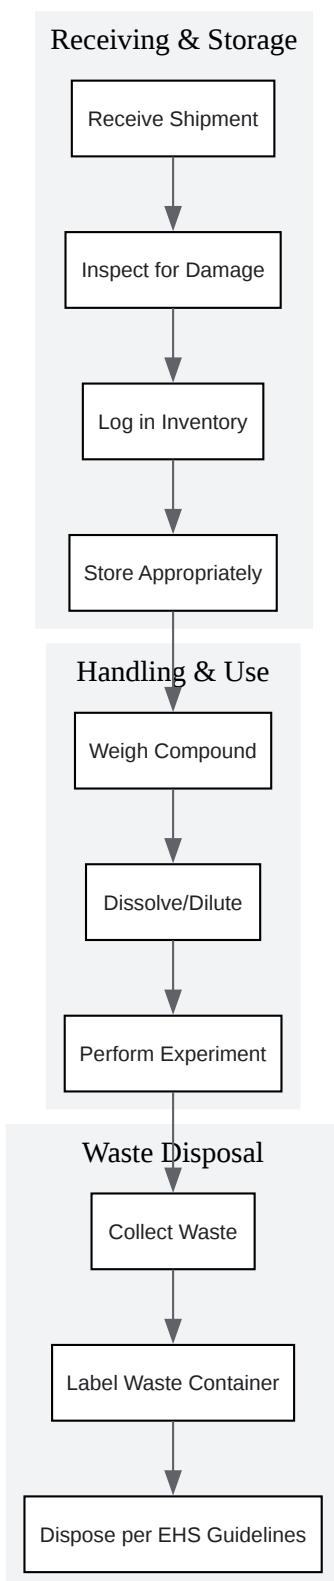 Receiving & Storage
Receive Shipment
Inspect for Damage
Log in Inventory
Store Appropriately
Handling & Use
Weigh Compound
Dissolve/Dilute
Perform Experiment
Waste Disposal
Collect Waste
Label Waste Container
Dispose per EHS Guidelines